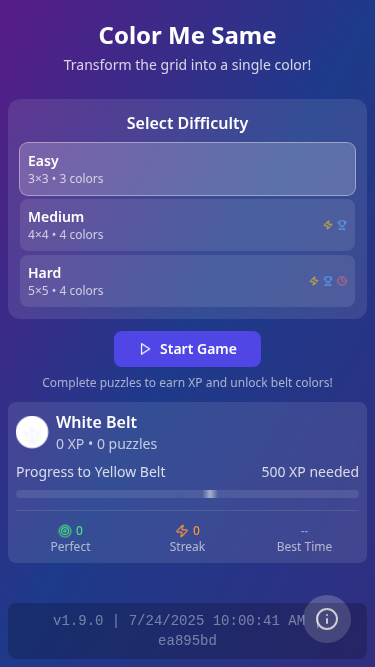 Color Me Same
Transform the grid into a single color!
Select Difficulty
Easy
3×3 • 3 colors
Medium
4×4 • 4 colors
Hard
5×5 • 4 colors
Start Game
Complete puzzles to earn XP and unlock belt colors!
White Belt
0 XP • 0 puzzles
Progress to Yellow Belt 500 XP needed
0 0 --
Perfect Streak Best Time
v1.9.0 | 7/24/2025 10:00:41 AM
ea895bd